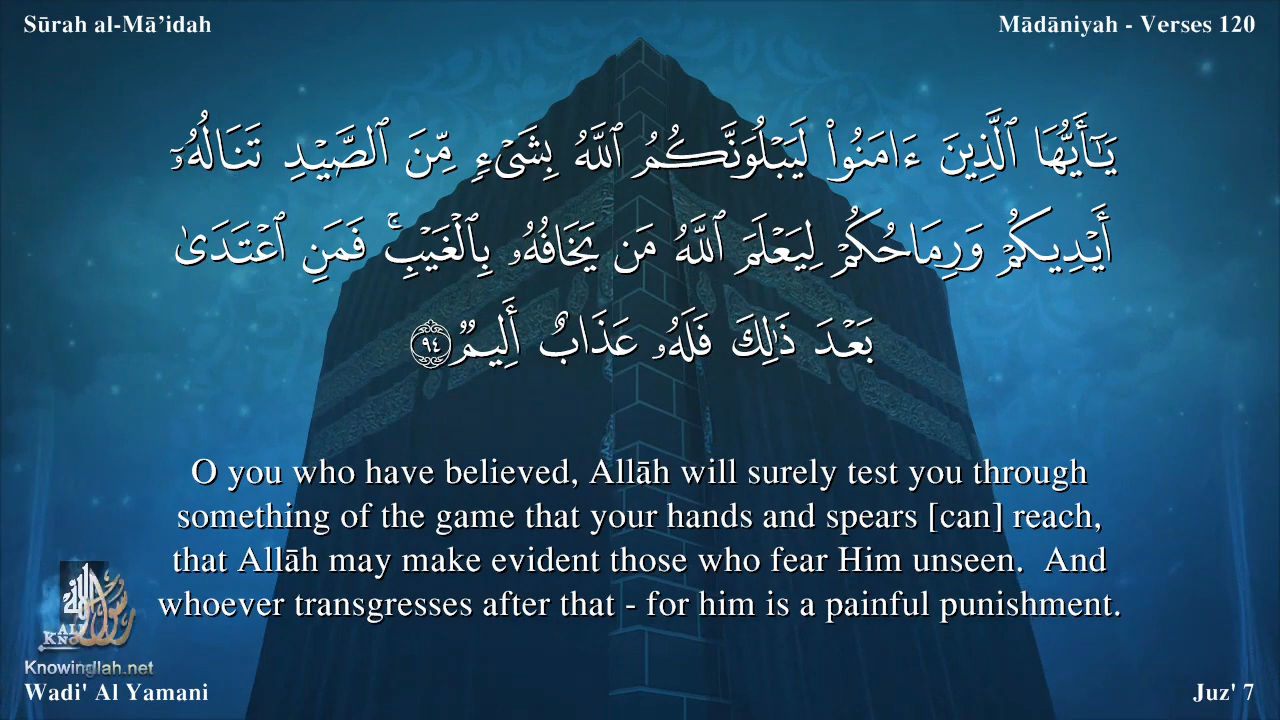 Sūrah al-Mā’idah
Mādāniyah - Verses 120
يَـٰٓأَيُّهَا ٱلَّذِينَ ءَامَنُوا۟ لَيَبْلُوَنَّكُمُ ٱللَّهُ بِشَىْءٍ مِّنَ ٱلصَّيْدِ تَنَالُهُۥٓ
أَيْدِيكُمْ وَرِمَاحُكُمْ لِيَعْلَمَ ٱللَّهُ مَن يَخَافُهُۥ بِٱلْغَيْبِ ۚ فَمَنِ ٱعْتَدَىٰ
بَعْدَ ذَٰلِكَ فَلَهُۥ عَذَابٌ أَلِيمٌ ٩٤
O you who have believed, Allāh will surely test you through
something of the game that your hands and spears [can] reach,
that Allāh may make evident those who fear Him unseen.  And
whoever transgresses after that - for him is a painful punishment.
Wadi' Al Yamani
Juz' 7